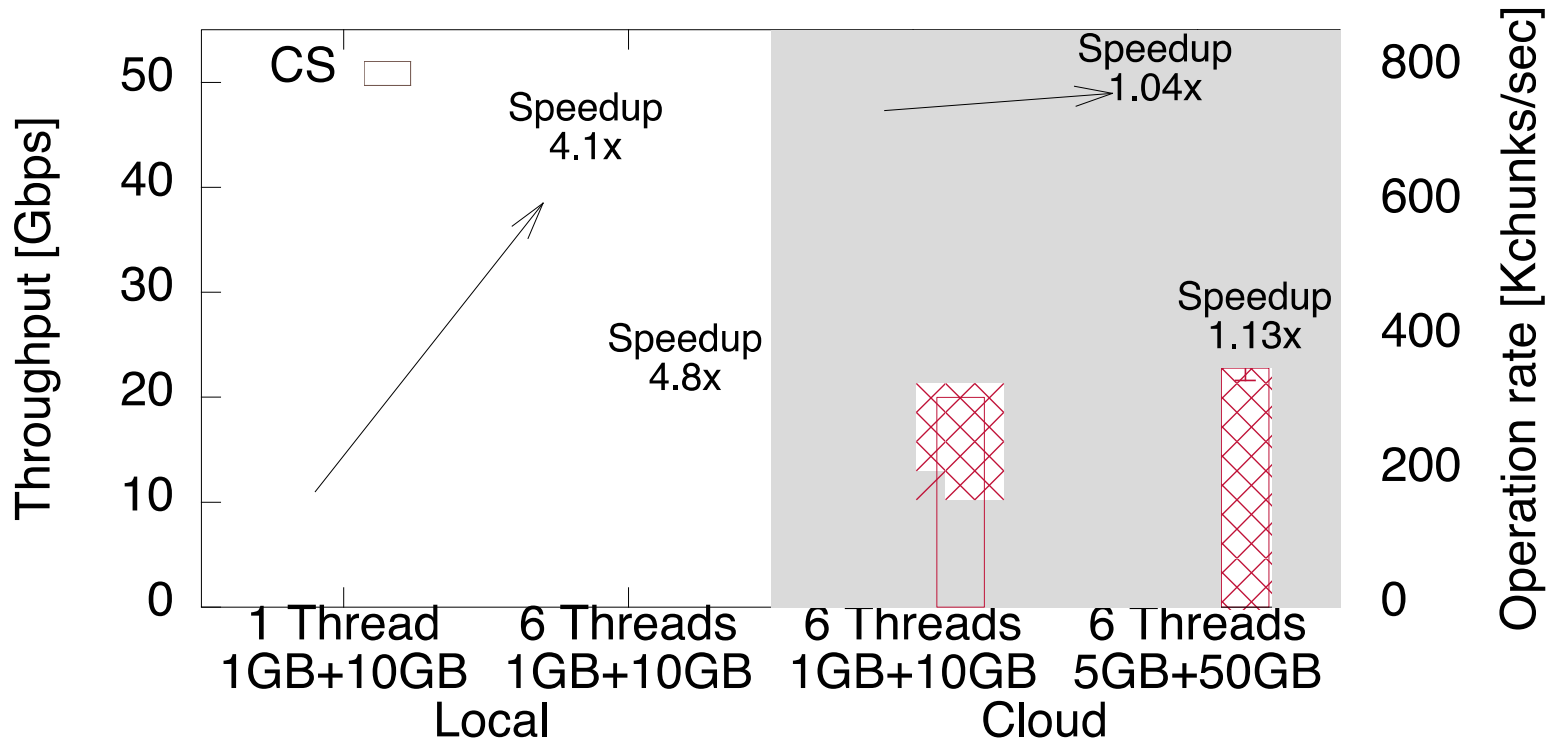 Throughput [Gbps]
50
40
30
20
10
0
CS
Speedup
4.1x
Speedup
4.8x
Speedup
1.04x
Speedup
1.13x
800
600
400
200
0
Operation rate [Kchunks/sec]
1 Thread 6 Threads 6 Threads 6 Threads
1GB+10GB 1GB+10GB 1GB+10GB 5GB+50GB
Local Cloud